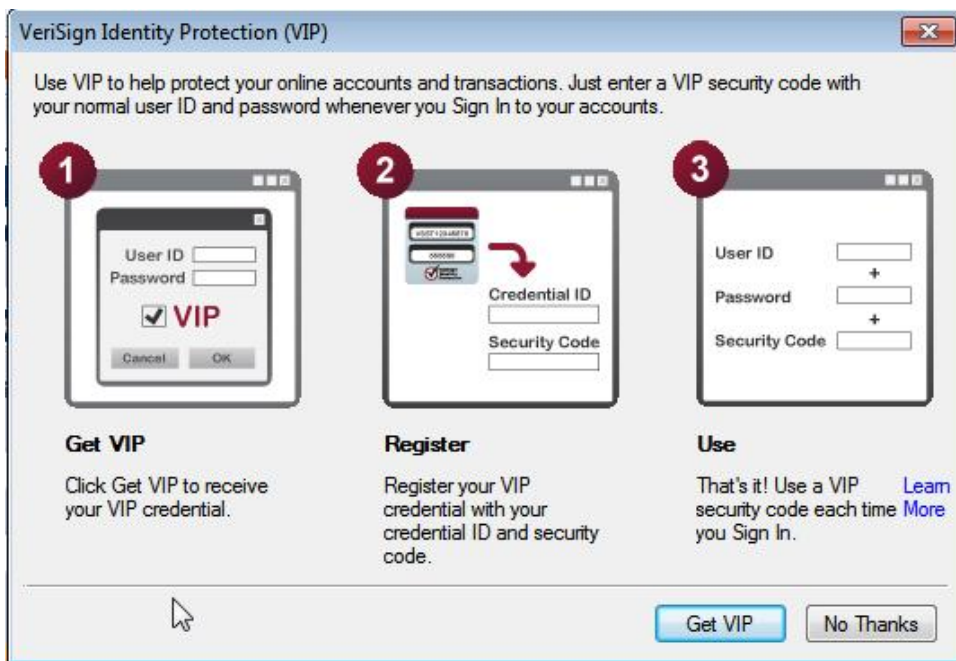 VeriSign Identity Protection (VIP)
Use VIP to help protect your online accounts and transactions. Just enter a VIP security code with
your normal user ID and password whenever you Sign In to your accounts.
1
User ID
Password
VIP
Cancel OK
2
Credential ID
Security Code
3
User ID
+
Password
+
Security Code
Get VIP
Click Get VIP to receive
your VIP credential.
Register
Register your VIP
credential with your
credential ID and security
code.
Use
That's it! Use a VIP
security code each time
you Sign In.
Learn
More
Get VIP No Thanks